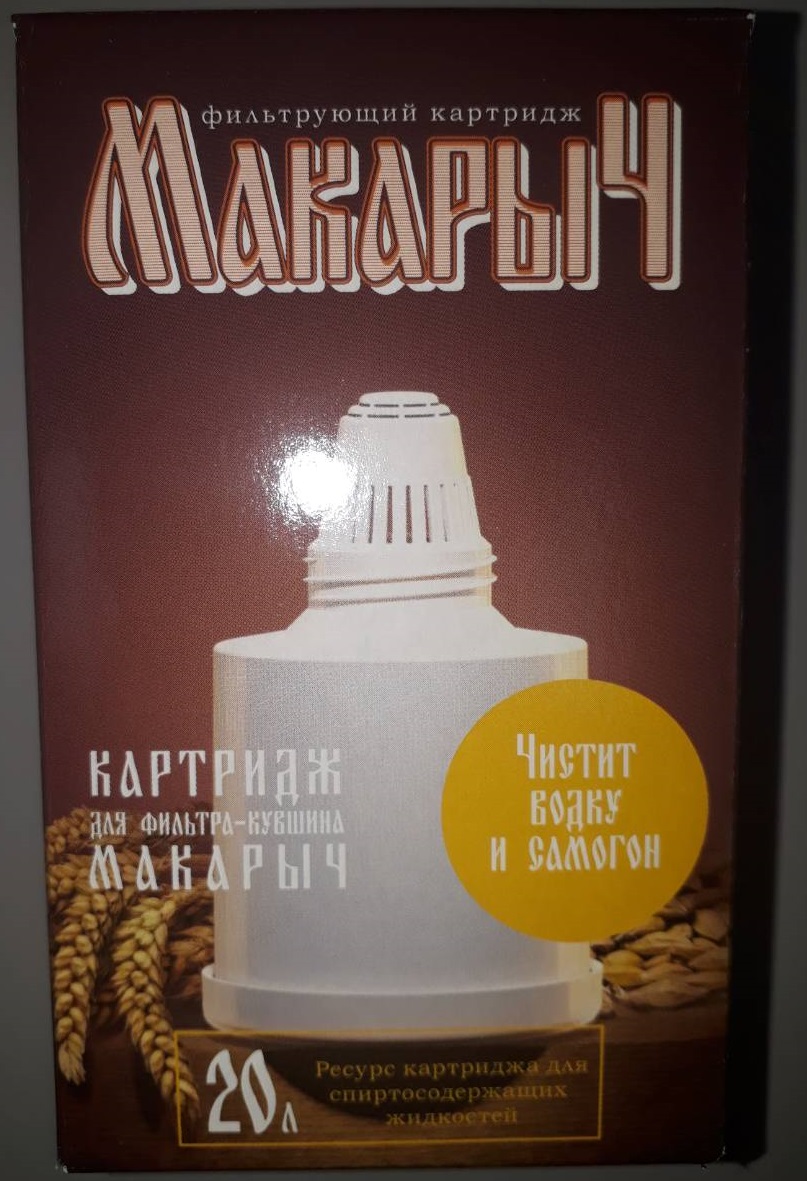 фильтрующий картридж
Макарыч
КАРТРИДЖ
для фильтра-кувшина
МАКАРЫЧ
Чистит
водку
и самогон
20л
Ресурс картриджа для
спиртосодержащих
жидкостей